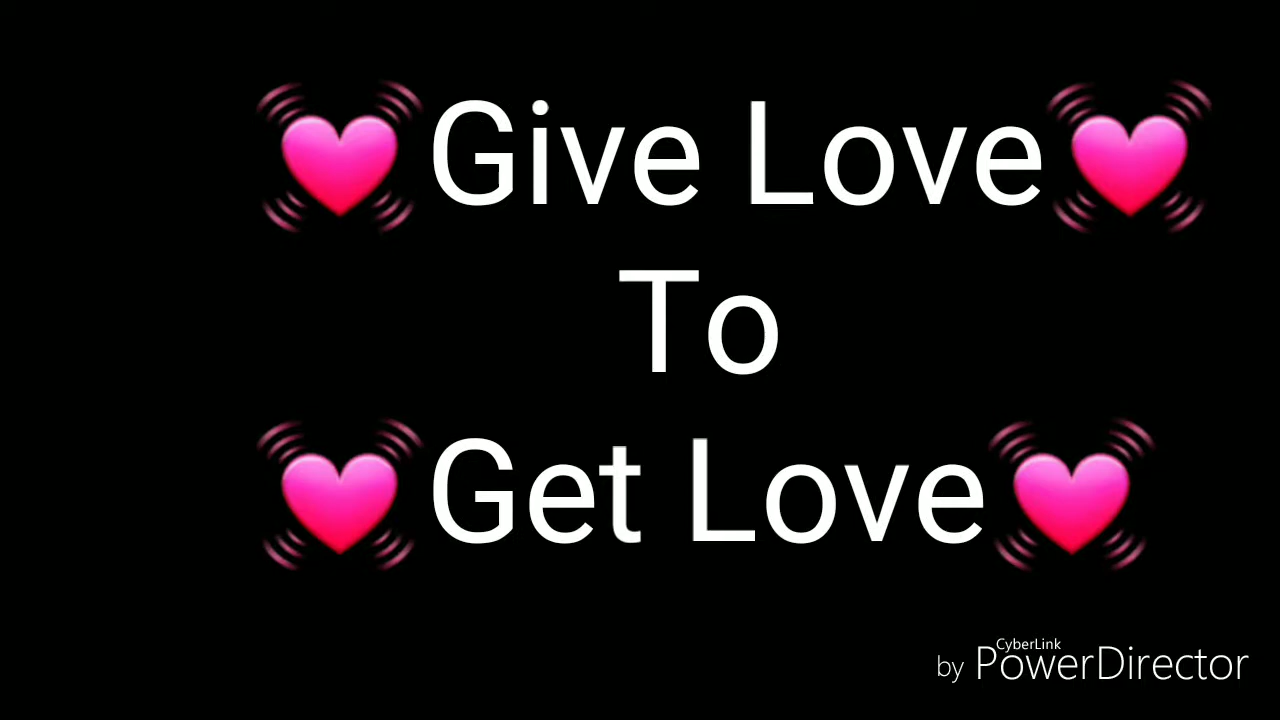 💓Give Love💓
To
💓Get Love💓
CyberLink
by PowerDirector